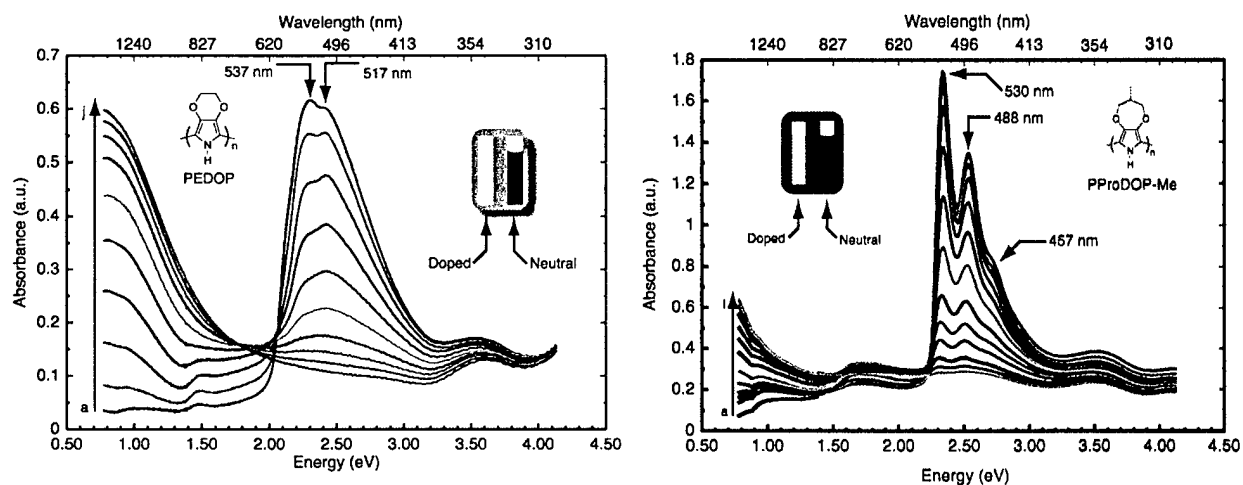 Wavelength (nm)
1240 827 620 496 413 354 310
0.7
0.6
0.5
0.4
0.3
0.2
0.1
0
Absorbance (a.u.)
j
a
O O
N
H
n
PEDOP
537 nm
517 nm
Doped
Neutral
0.50 1.00 1.50 2.00 2.50 3.00 3.50 4.00 4.50
Energy (eV)
Wavelength (nm)
1240 827 620 496 413 354 310
1.8
1.6
1.4
1.2
1.0
0.8
0.6
0.4
0.2
0
Absorbance (a.u.)
a
Doped
Neutral
530 nm
488 nm
457 nm
O O
N
H
n
PProDOP-Me
0.50 1.00 1.50 2.00 2.50 3.00 3.50 4.00 4.50
Energy (eV)